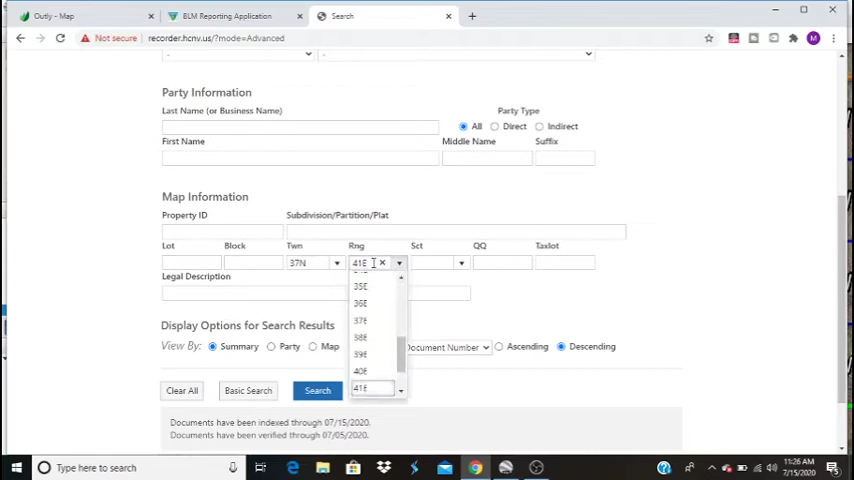 Outly - Map
BLM Reporting Application
Search
Not secure recorder.hcnv.us/?mode=Advanced
M
Party Information
Last Name (or Business Name) Party Type
All Direct Indirect
First Name Middle Name Suffix
Map Information
Property ID Subdivision/Partition/Plat
Lot Block Twn Rng Sct QQ Taxlot
37N 41E
Legal Description
35E
36E
37E
38E
39E
40E
41E
Display Options for Search Results
View By: Summary Party Map Document Number Ascending Descending
Clear All Basic Search Search
Documents have been indexed through 07/15/2020.
Documents have been verified through 07/05/2020.
Type here to search
11:26 AM
7/15/2020